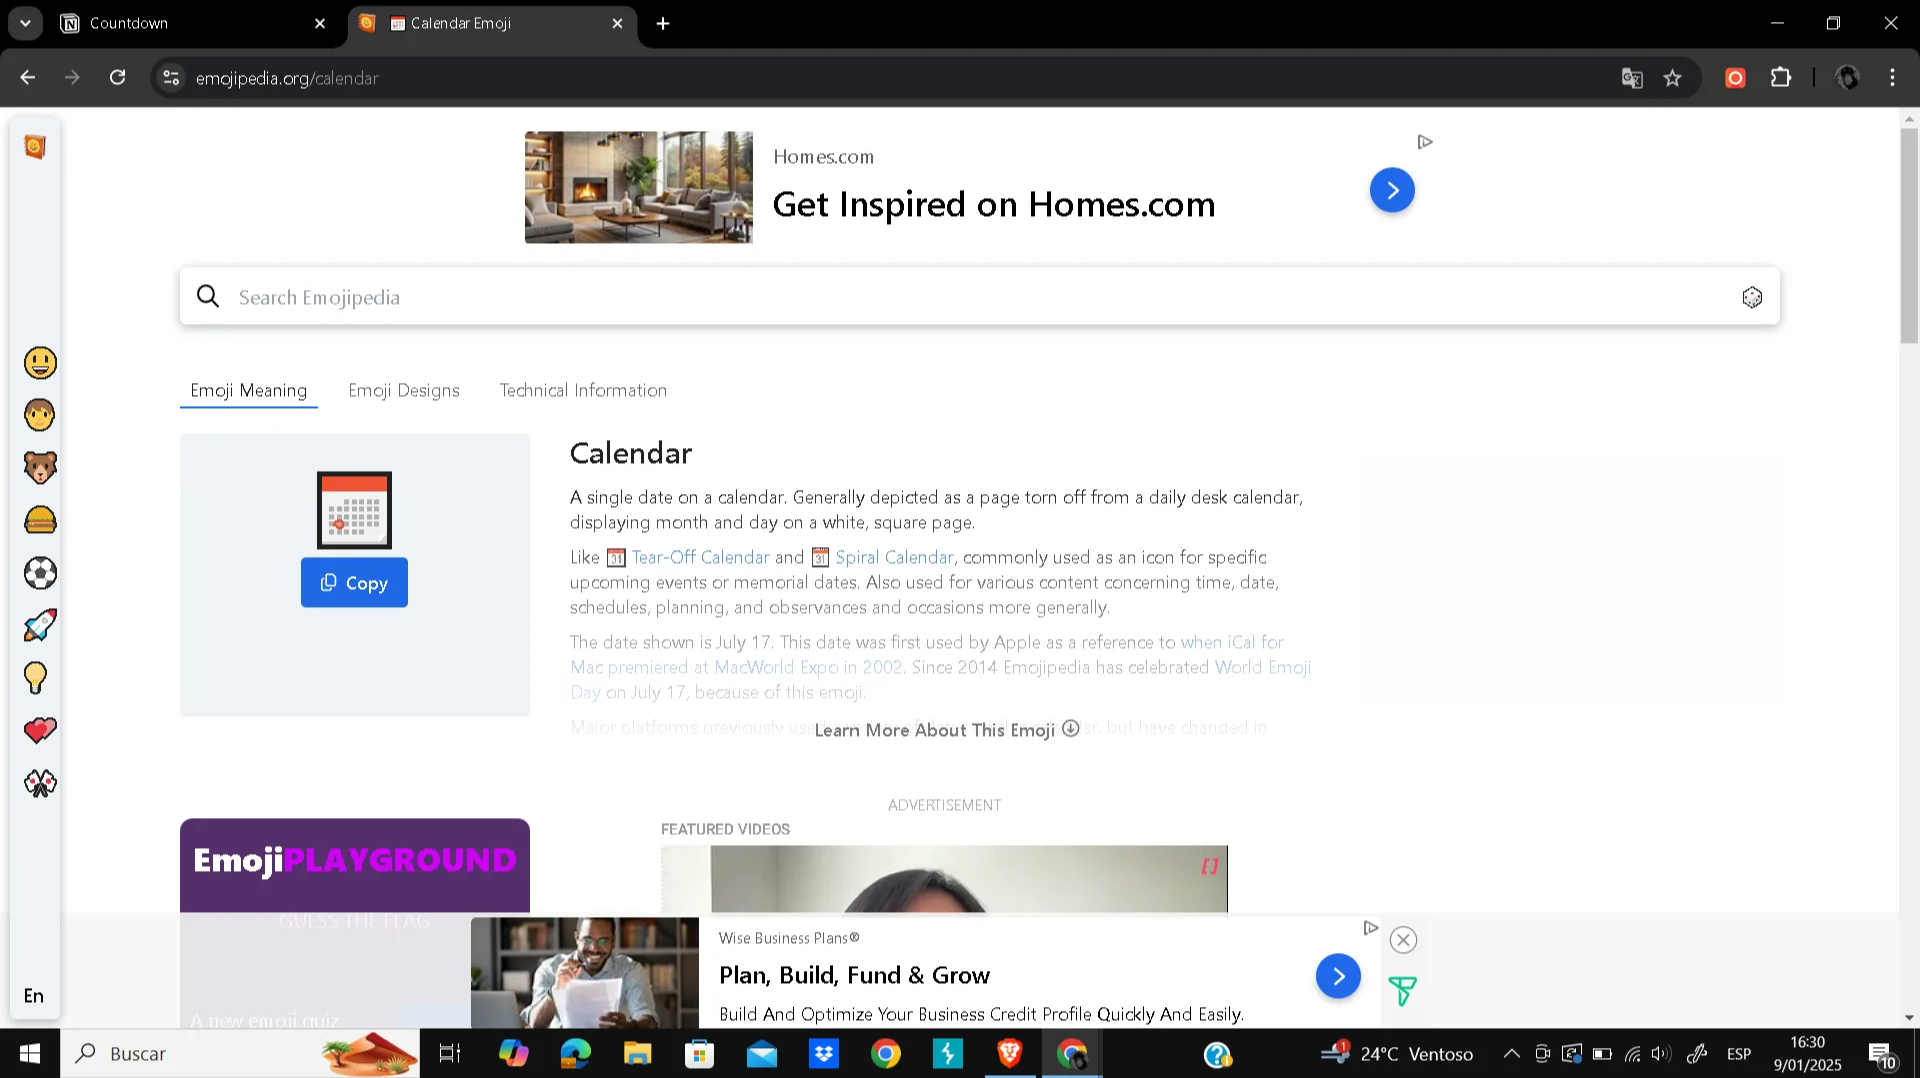 Countdown
Calendar Emoji
emojipedia.org/calendar
Homes.com
Get Inspired on Homes.com
Search Emojipedia
Emoji Meaning
Emoji Designs
Technical Information
Copy
Calendar
A single date on a calendar. Generally depicted as a page torn off from a daily desk calendar,
displaying month and day on a white, square page.
Like 31 Tear-Off Calendar and 31 Spiral Calendar, commonly used as an icon for specific
upcoming events or memorial dates. Also used for various content concerning time, date,
schedules, planning, and observances and occasions more generally.
The date shown is July 17. This date was first used by Apple as a reference to when iCal for
Mac premiered at MacWorld Expo in 2002. Since 2014 Emojipedia has celebrated World Emoji
Day on July 17, because of this emoji.
Major platforms previously used but have changed in
Learn More About This Emoji
ADVERTISEMENT
FEATURED VIDEOS
EmojiPLAYGROUND
GUESS THE FLAG
A new emoji quiz
Wise Business Plans®
Plan, Build, Fund & Grow
Build And Optimize Your Business Credit Profile Quickly And Easily.
En
Buscar
1
24°C Ventoso
ESP
16:30
9/01/2025
10